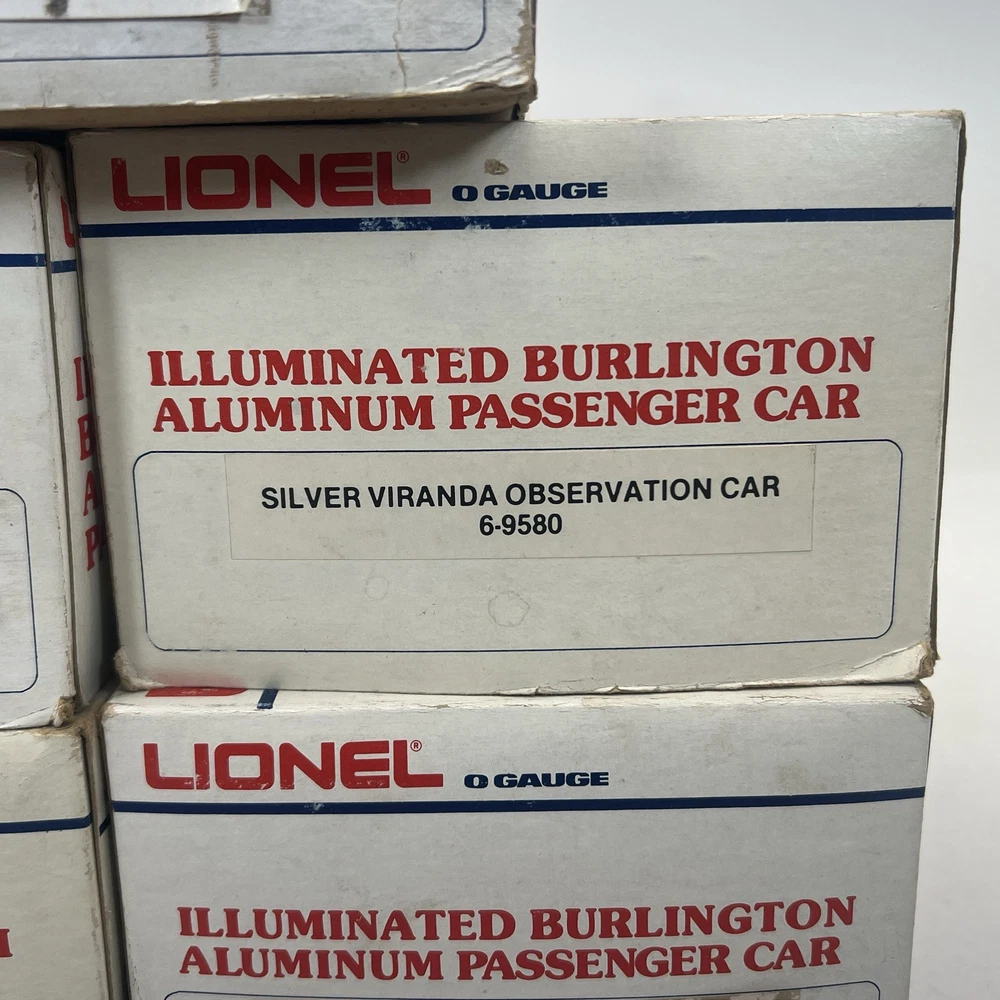 LIONEL® O GAUGE
ILLUMINATED BURLINGTON
ALUMINUM PASSENGER CAR
SILVER VIRANDA OBSERVATION CAR
6-9580
LIONEL® O GAUGE
ILLUMINATED BURLINGTON
ALUMINUM PASSENGER CAR